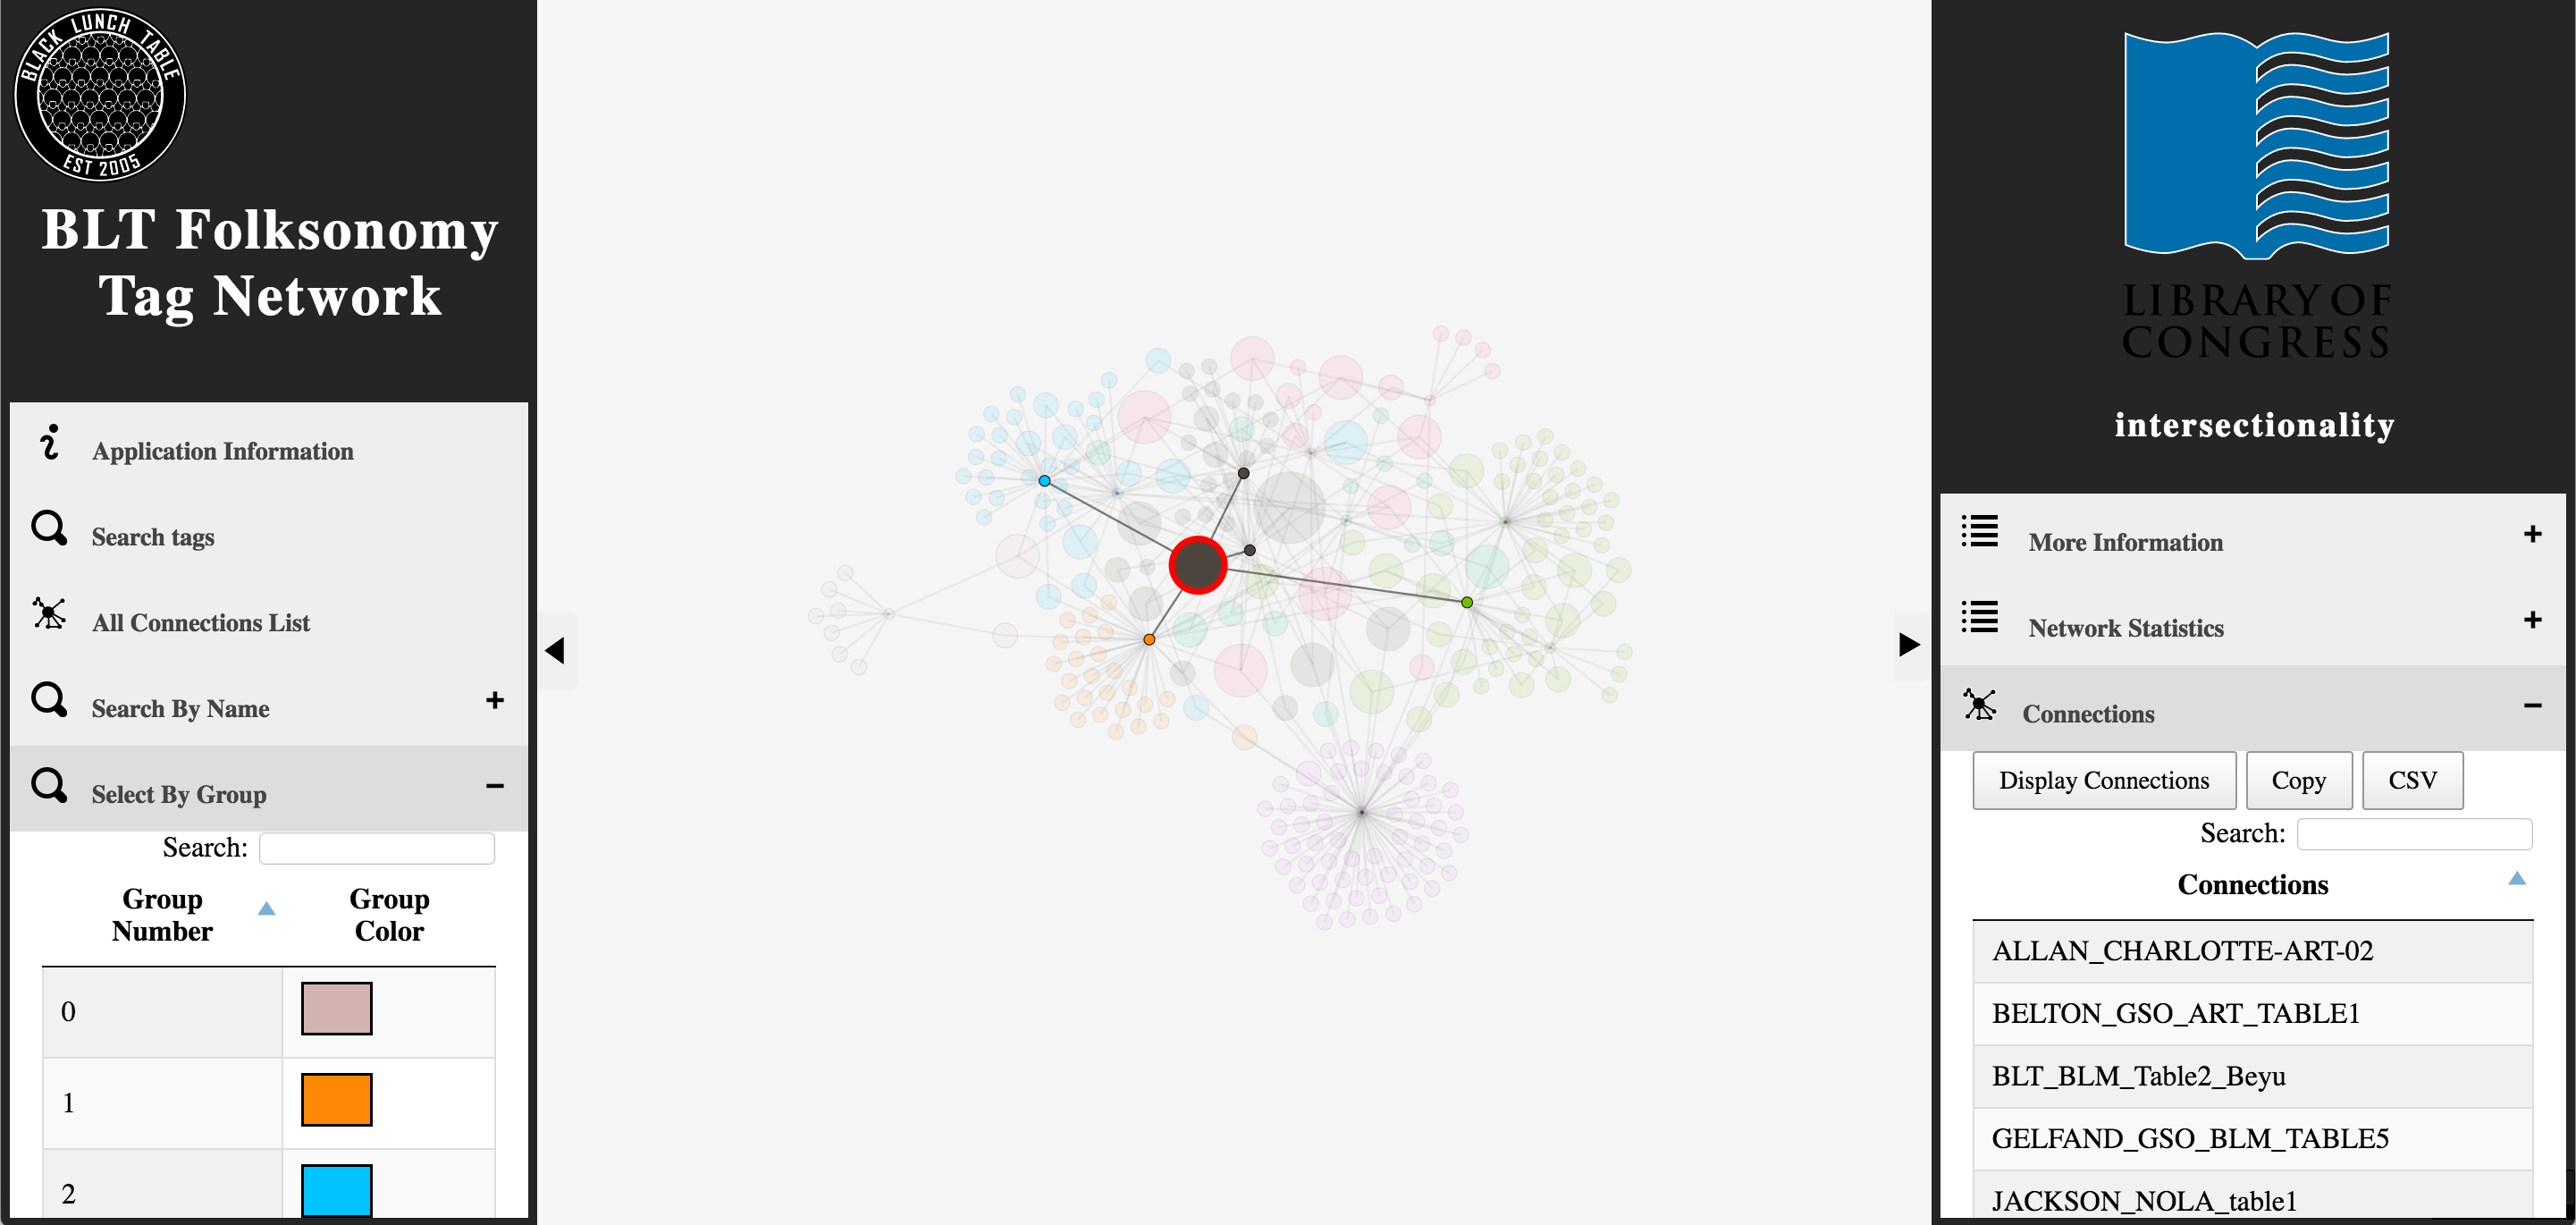 BLACK LUNCH TABLE
EST 2005
BLT Folksonomy
Tag Network
Application Information
Search tags
All Connections List
Search By Name
Select By Group
Search:
Group Number
Group Color
0
1
2
LIBRARY OF
CONGRESS
intersectionality
More Information
Network Statistics
Connections
Display Connections
Copy
CSV
Search:
Connections
ALLAN_CHARLOTTE-ART-02
BELTON_GSO_ART_TABLE1
BLT_BLM_Table2_Beyu
GELFAND_GSO_BLM_TABLE5
JACKSON_NOLA_table1